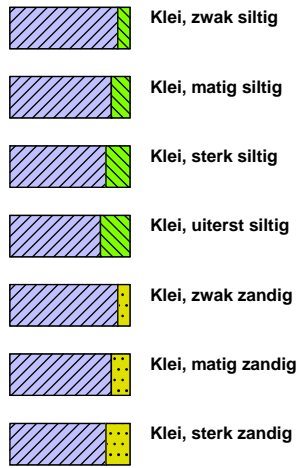 Klei, zwak siltig
Klei, matig siltig
Klei, sterk siltig
Klei, uiterst siltig
Klei, zwak zandig
Klei, matig zandig
Klei, sterk zandig